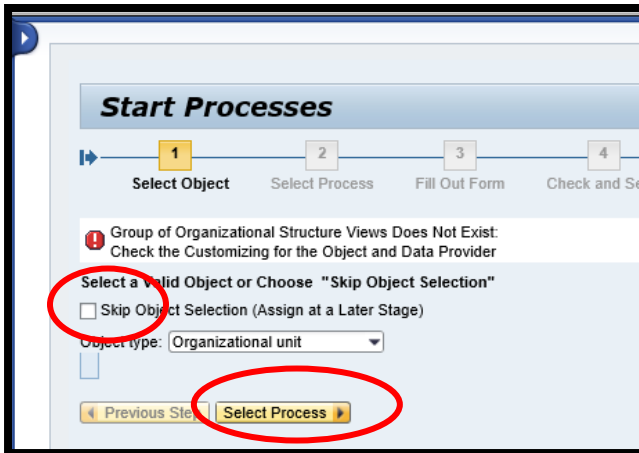 Start Processes
1
2
3
4
Select Object
Select Process
Fill Out Form
Check and Se
Group of Organizational Structure Views Does Not Exist:
Check the Customizing for the Object and Data Provider
Select a Valid Object or Choose "Skip Object Selection"
Skip Object Selection (Assign at a Later Stage)
Object type: Organizational unit
Previous Step Select Process